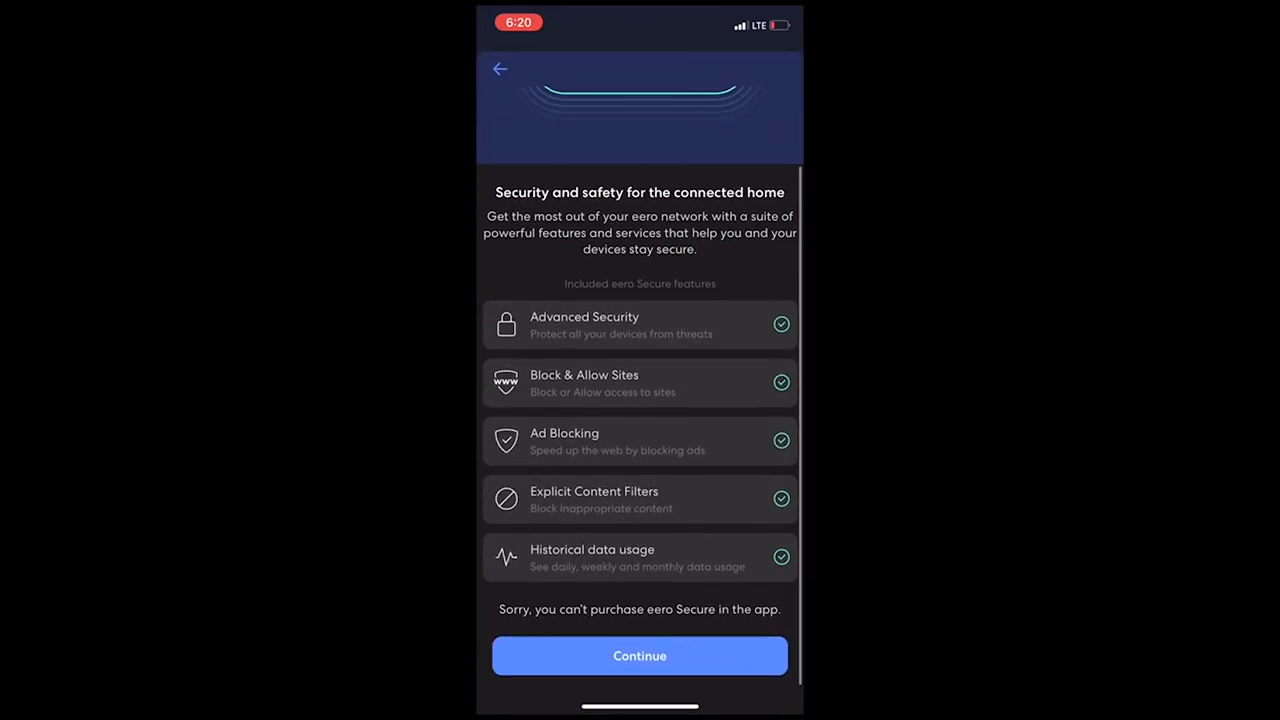 6:20
LTE
Security and safety for the connected home
Get the most out of your eero network with a suite of
powerful features and services that help you and your
devices stay secure.
Included eero Secure features
Advanced Security
Protect all your devices from threats
www
Block & Allow Sites
Block or Allow access to sites
Ad Blocking
Speed up the web by blocking ads
Explicit Content Filters
Block inappropriate content
Historical data usage
See daily, weekly and monthly data usage
Sorry, you can't purchase eero Secure in the app.
Continue